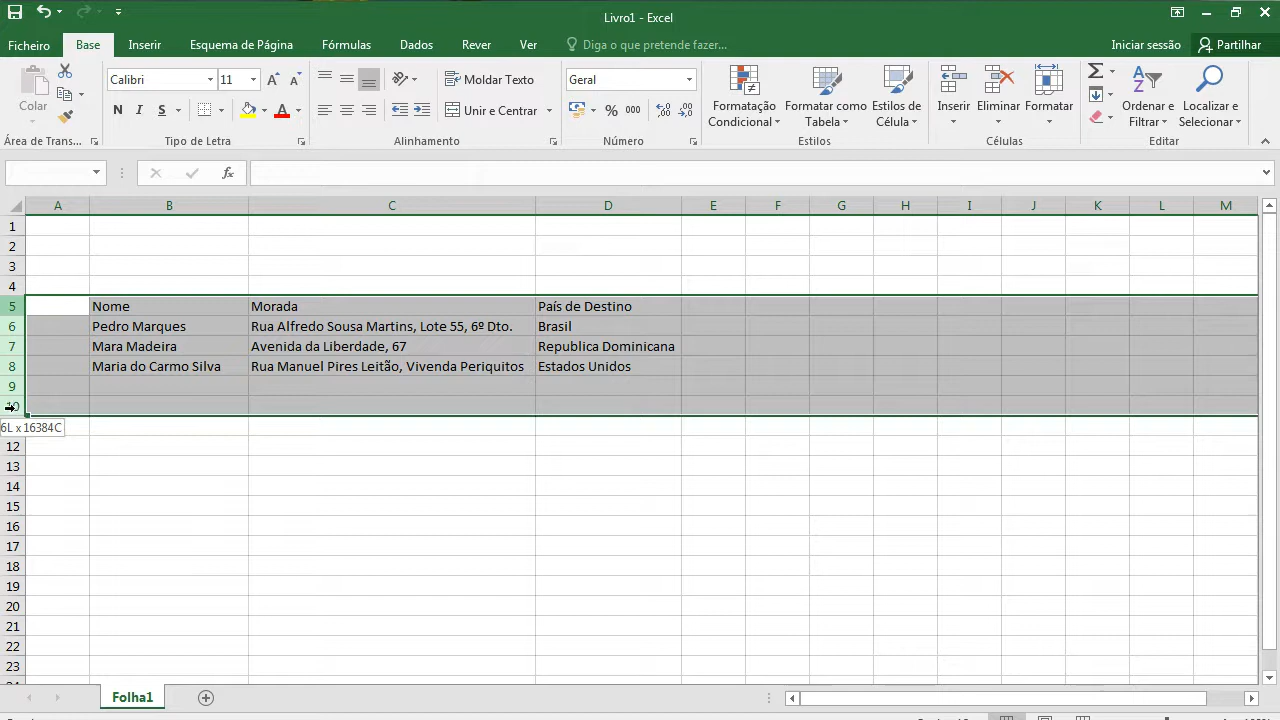 Livro1 - Excel
Ficheiro Base Inserir Esquema de Página Fórmulas Dados Rever Ver Diga o que pretende fazer... Iniciar sessão Partilhar
Colar Calibri 11 Moldar Texto Geral Formatação Condicional Formatar como Tabela Estilos de Célula Inserir Eliminar Formatar Ordenar e Filtrar Localizar e Selecionar
N I S Unir e Centrar % 000
Área de Trans... Tipo de Letra Alinhamento Número Estilos Células Editar
fx
A B C D E F G H I J K L M
1
2
3
4
5 Nome Morada País de Destino
6 Pedro Marques Rua Alfredo Sousa Martins, Lote 55, 6º Dto. Brasil
7 Mara Madeira Avenida da Liberdade, 67 Republica Dominicana
8 Maria do Carmo Silva Rua Manuel Pires Leitão, Vivenda Periquitos Estados Unidos
9
10
6L x 16384C
12
13
14
15
16
17
18
19
20
21
22
23
Folha1